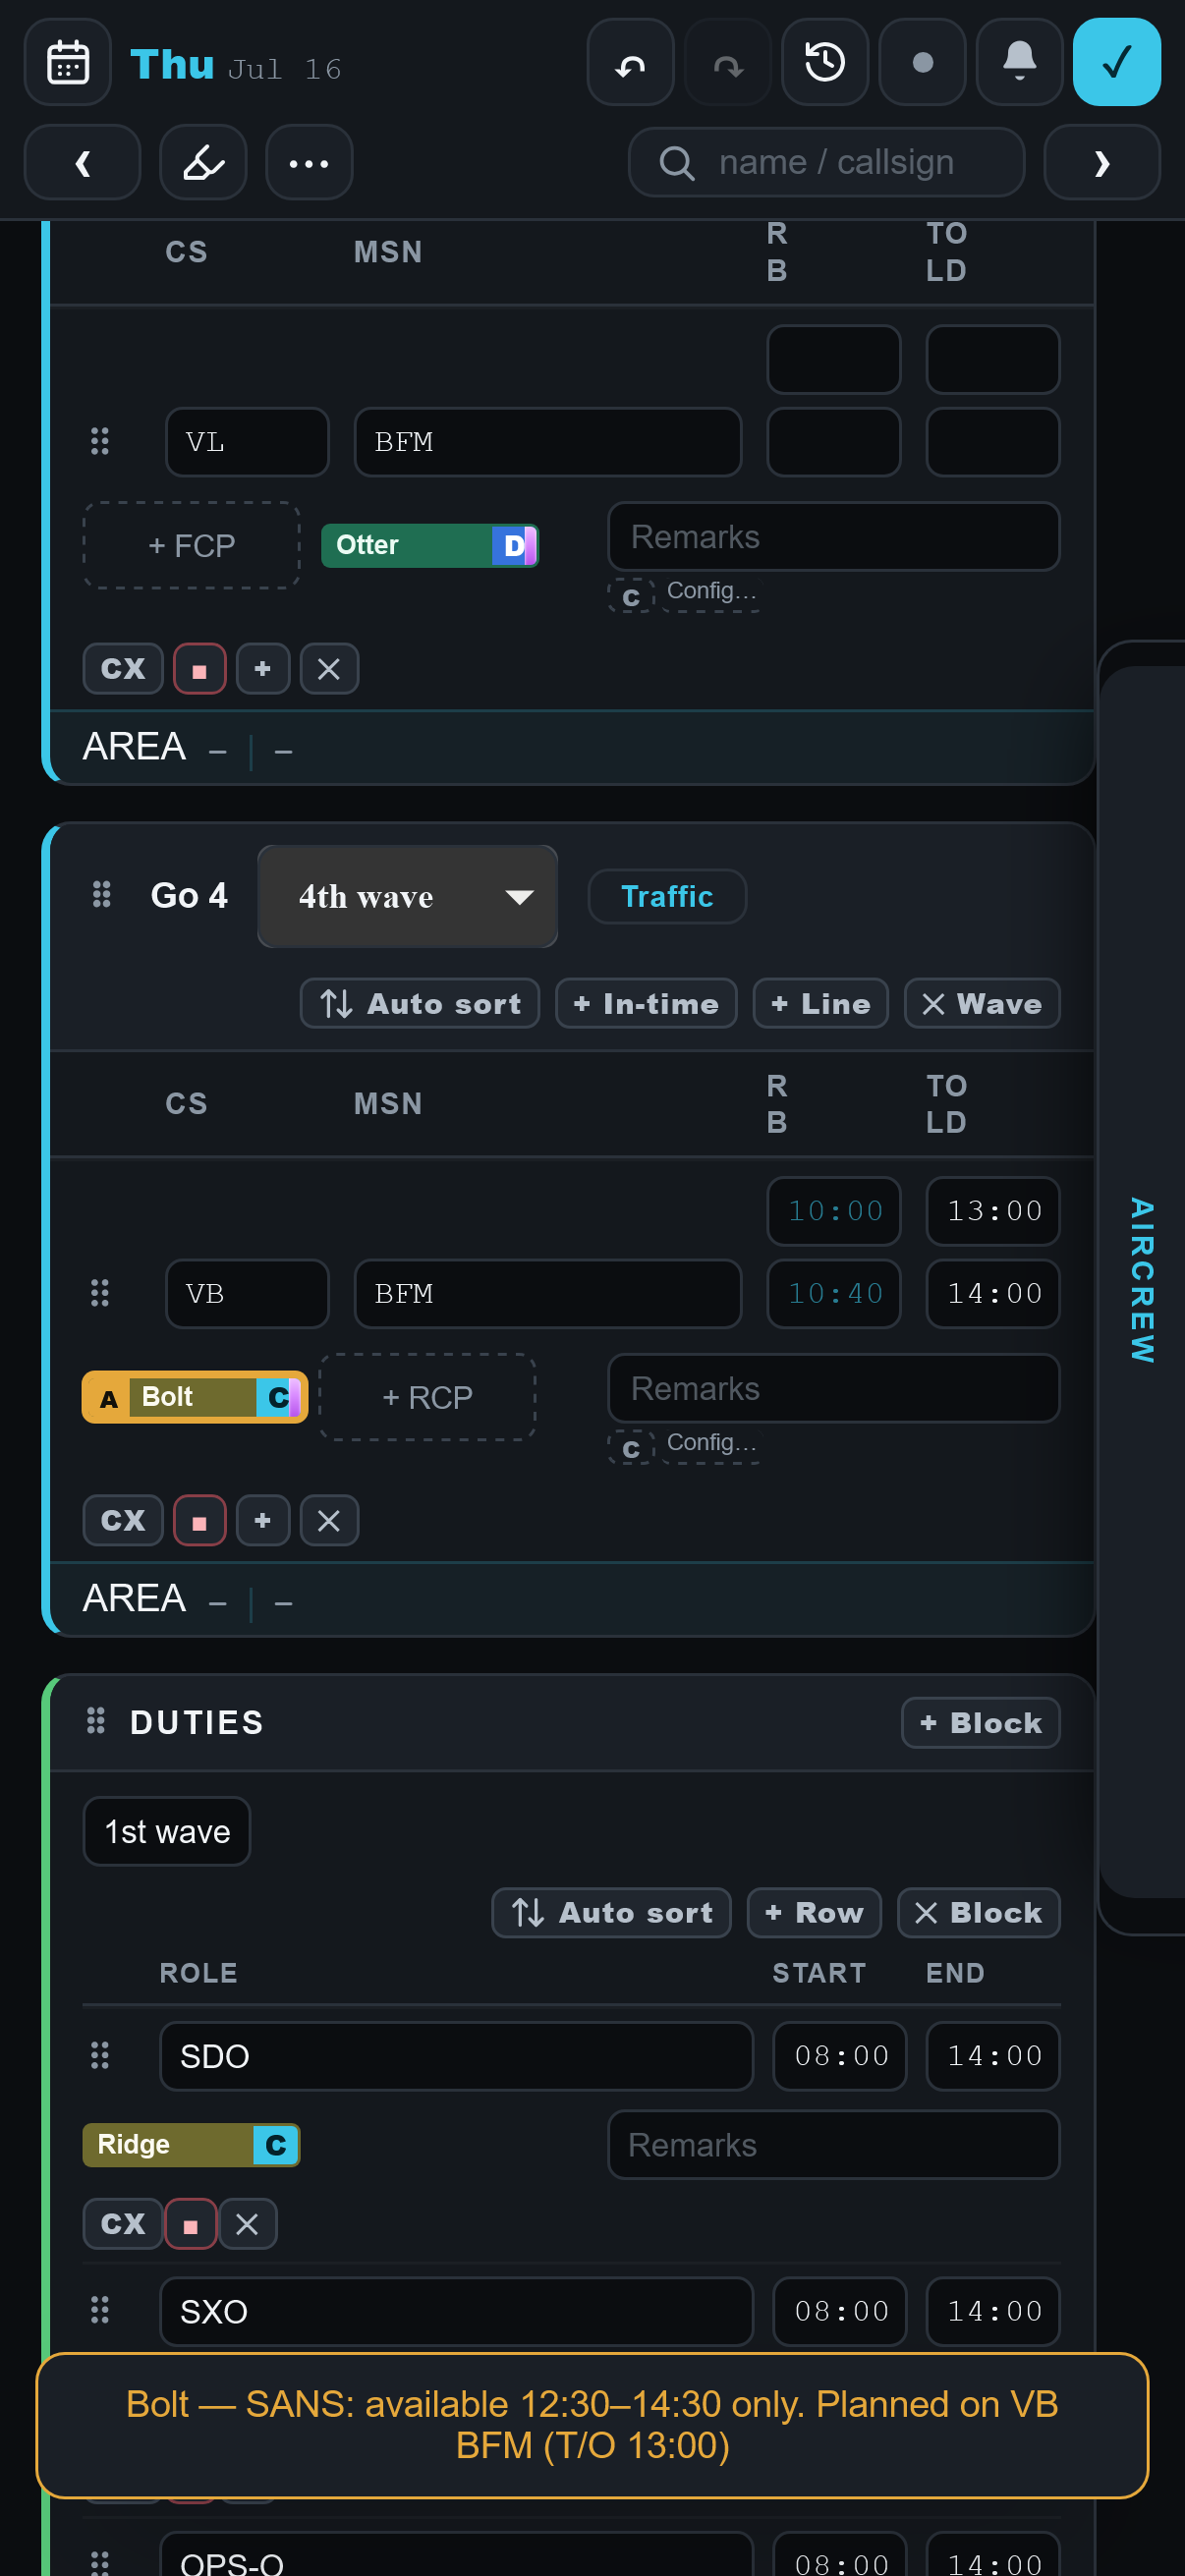 Thu Jul 16
name / callsign
CS MSN R TO
B LD
VL BFM
+ FCP Otter D Remarks
C Config...
CX + ×
AREA – | –
Go 4 4th wave Traffic
Auto sort + In-time + Line × Wave
CS MSN R TO
B LD
10:00 13:00
VB BFM 10:40 14:00
A Bolt C + RCP Remarks
C Config...
CX + ×
AREA – | –
AIRCREW
DUTIES + Block
1st wave
Auto sort + Row × Block
ROLE START END
SDO 08:00 14:00
Ridge C Remarks
CX ×
SXO 08:00 14:00
Bolt — SANS: available 12:30–14:30 only. Planned on VB
BFM (T/O 13:00)
OPS-O 08:00 14:00